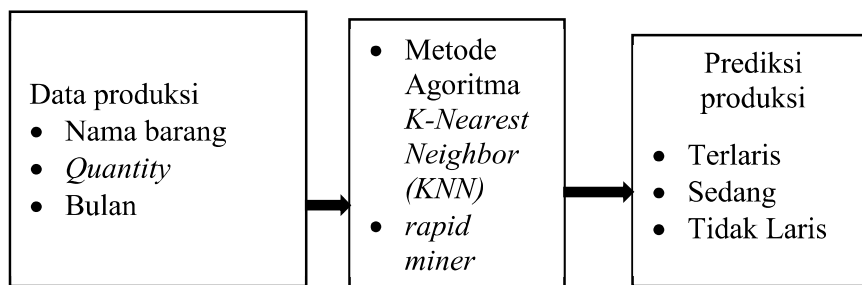 Data produksi
• Nama barang
• Quantity
• Bulan
• Metode
Agoritma
K-Nearest
Neighbor
(KNN)
• rapid
miner
Prediksi
produksi
• Terlaris
• Sedang
• Tidak Laris